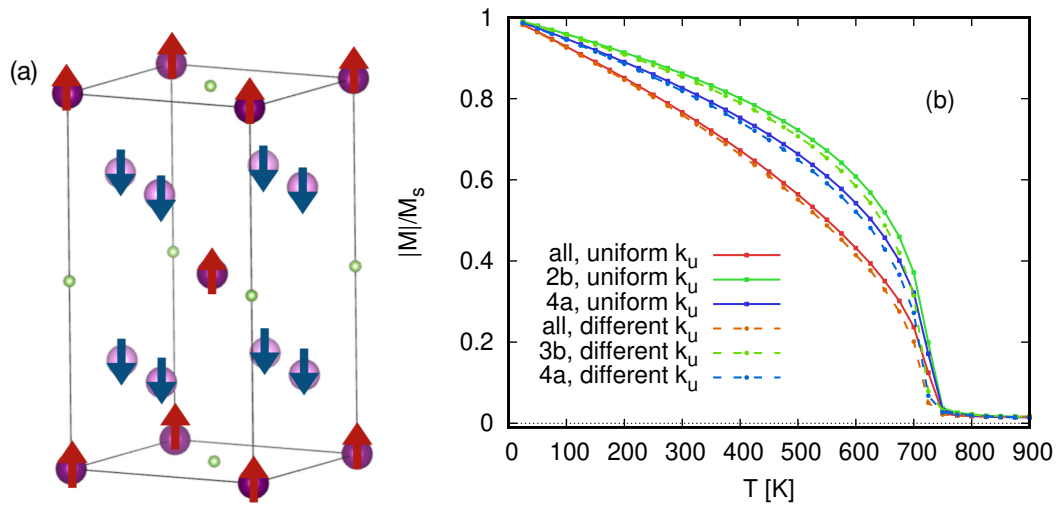 (a)
(b)
|M|/Ms
1
0.8
0.6
0.4
0.2
0
all, uniform ku
2b, uniform ku
4a, uniform ku
all, different ku
3b, different ku
4a, different ku
0 100 200 300 400 500 600 700 800 900
T [K]